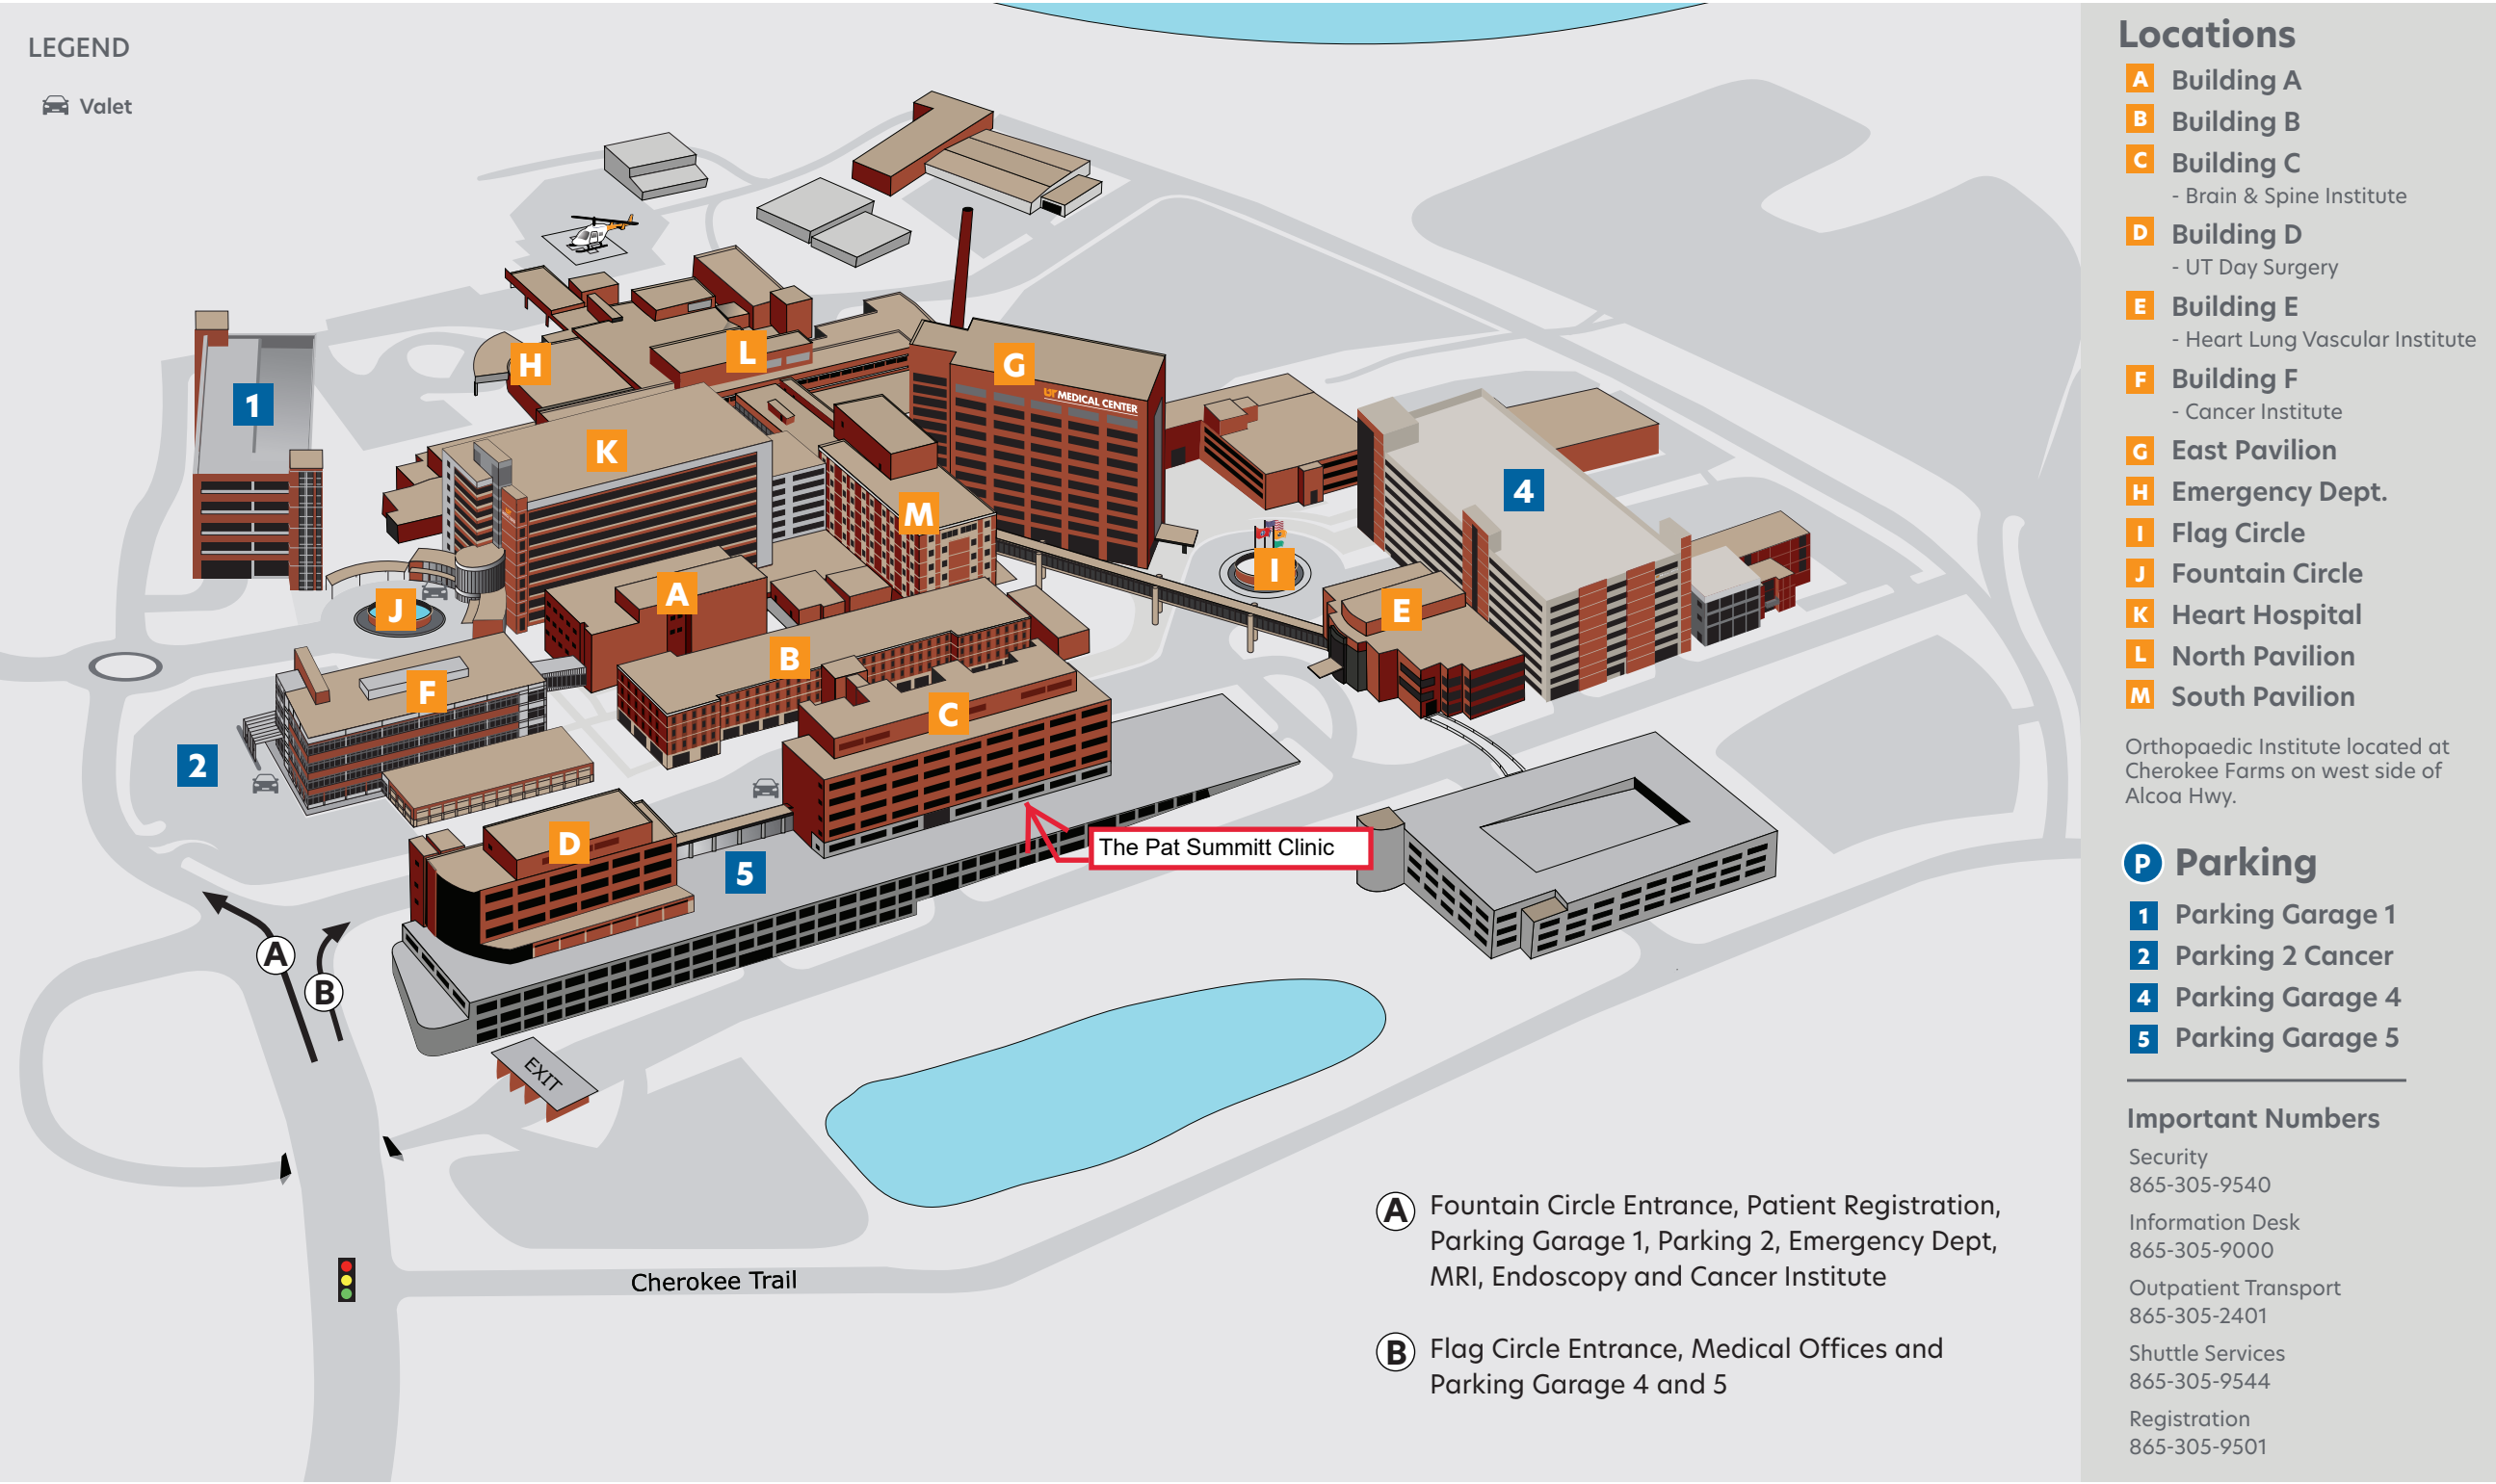 LEGEND
Valet
1
H
L
G
UT MEDICAL CENTER
K
M
4
I
J
A
E
B
F
C
2
D
5
The Pat Summitt Clinic
A
B
EXIT
Cherokee Trail
A Fountain Circle Entrance, Patient Registration,
Parking Garage 1, Parking 2, Emergency Dept,
MRI, Endoscopy and Cancer Institute
B Flag Circle Entrance, Medical Offices and
Parking Garage 4 and 5
Locations
A Building A
B Building B
C Building C
- Brain & Spine Institute
D Building D
- UT Day Surgery
E Building E
- Heart Lung Vascular Institute
F Building F
- Cancer Institute
G East Pavilion
H Emergency Dept.
I Flag Circle
J Fountain Circle
K Heart Hospital
L North Pavilion
M South Pavilion
Orthopaedic Institute located at
Cherokee Farms on west side of
Alcoa Hwy.
P Parking
1 Parking Garage 1
2 Parking 2 Cancer
4 Parking Garage 4
5 Parking Garage 5
Important Numbers
Security
865-305-9540
Information Desk
865-305-9000
Outpatient Transport
865-305-2401
Shuttle Services
865-305-9544
Registration
865-305-9501